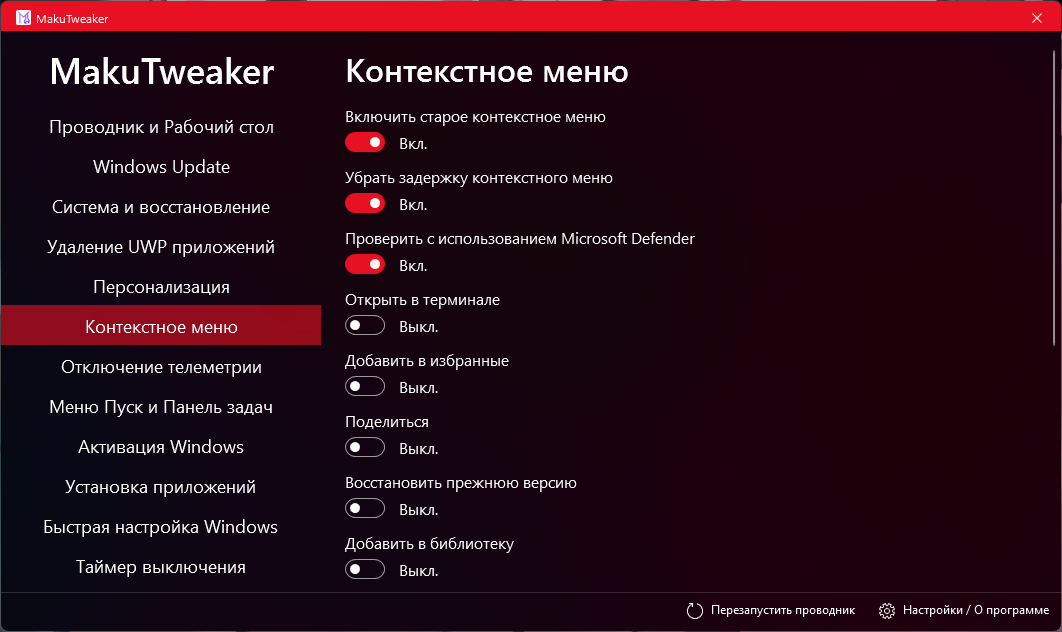 MakuTweaker
MakuTweaker
Проводник и Рабочий стол
Windows Update
Система и восстановление
Удаление UWP приложений
Персонализация
Контекстное меню
Отключение телеметрии
Меню Пуск и Панель задач
Активация Windows
Установка приложений
Быстрая настройка Windows
Таймер выключения
Контекстное меню
Включить старое контекстное меню
Вкл.
Убрать задержку контекстного меню
Вкл.
Проверить с использованием Microsoft Defender
Вкл.
Открыть в терминале
Выкл.
Добавить в избранные
Выкл.
Поделиться
Выкл.
Восстановить прежнюю версию
Выкл.
Добавить в библиотеку
Выкл.
Перезапустить проводник
Настройки / О программе